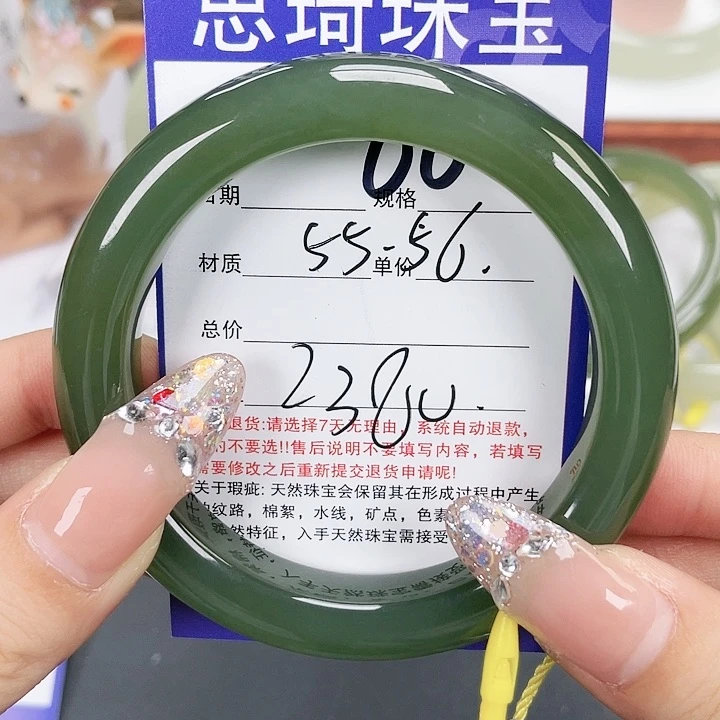 思琦珠宝
期 规格
55-56.
材质 单价
总价
2380.
退货:请选择7天无理由，系统自动退款，
的不要选!!售后说明不要填写内容，若填写
需要修改之后重新提交退货申请呢!
关于瑕疵: 天然珠宝会保留其在形成过程中产生
纹路，棉絮，水线，矿点，色素
然特征，入手天然珠宝需接受